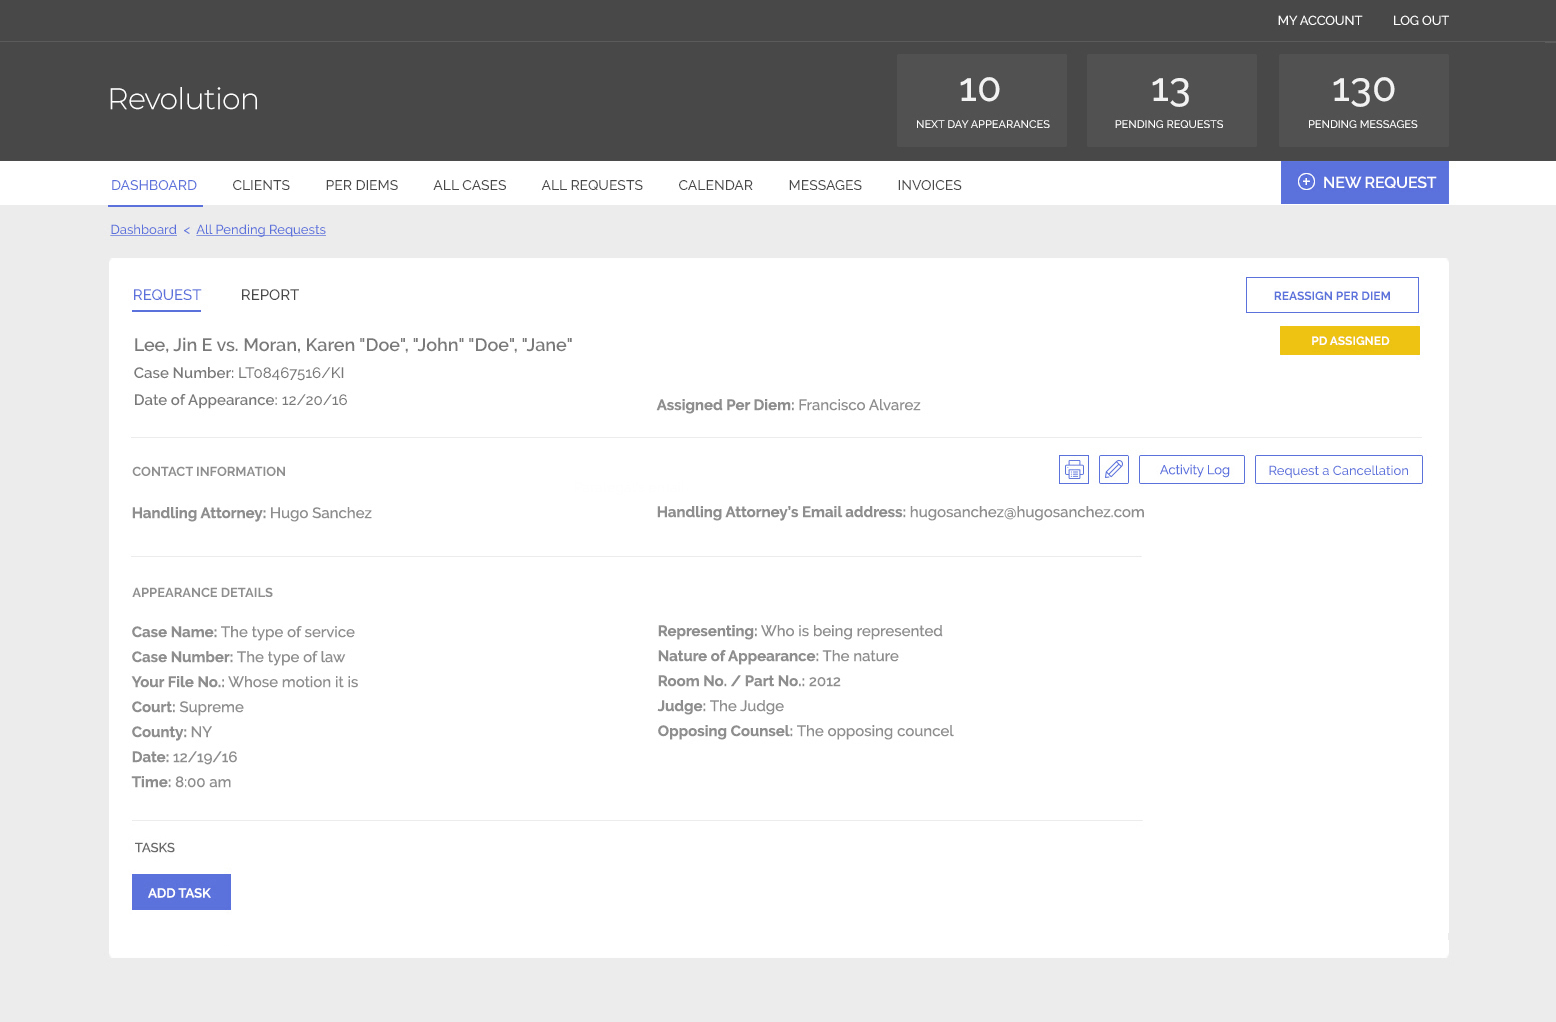 MY ACCOUNT LOG OUT
Revolution
10 13 130
NEXT DAY APPEARANCES PENDING REQUESTS PENDING MESSAGES
DASHBOARD CLIENTS PER DIEMS ALL CASES ALL REQUESTS CALENDAR MESSAGES INVOICES NEW REQUEST
Dashboard < All Pending Requests
REQUEST REPORT REASSIGN PER DIEM
Lee, Jin E vs. Moran, Karen "Doe", "John" "Doe", "Jane" PD ASSIGNED
Case Number: LT08467516/KI
Date of Appearance: 12/20/16 Assigned Per Diem: Francisco Alvarez
CONTACT INFORMATION Activity Log Request a Cancellation
Handling Attorney: Hugo Sanchez Handling Attorney's Email address: hugosanchez@hugosanchez.com
APPEARANCE DETAILS
Case Name: The type of service
Case Number: The type of law
Your File No.: Whose motion it is
Court: Supreme
County: NY
Date: 12/19/16
Time: 8:00 am
Representing: Who is being represented
Nature of Appearance: The nature
Room No. / Part No.: 2012
Judge: The Judge
Opposing Counsel: The opposing councel
TASKS
ADD TASK